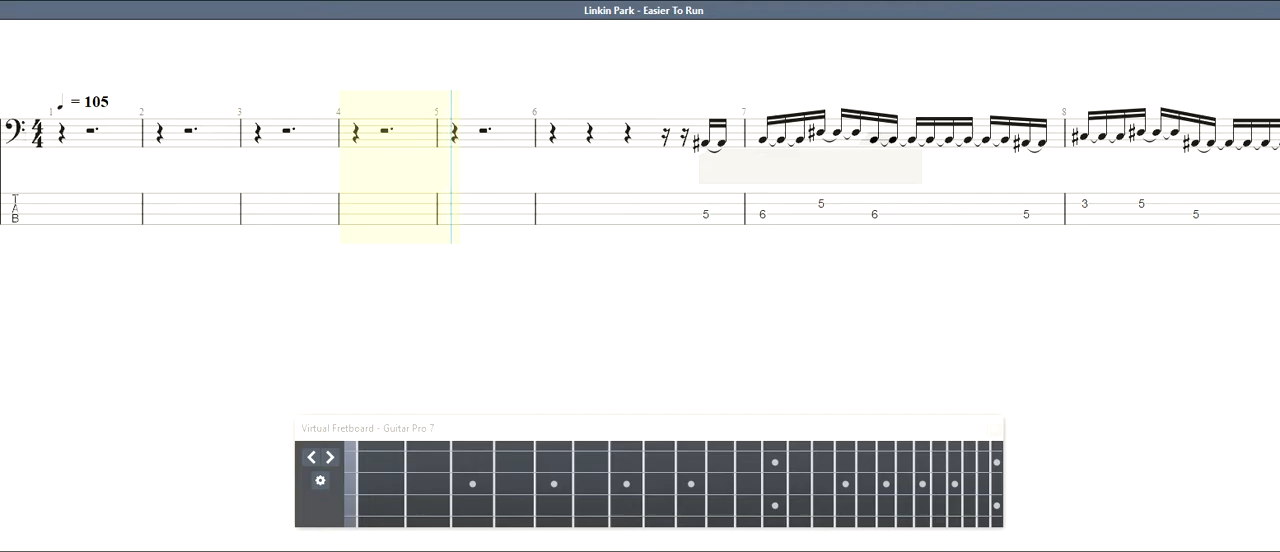 Linkin Park - Easier To Run
= 105
1 2 3 4 5 6 7 8
4
4
T
A
B
5 6 5 6 5 3 5 5
Virtual Fretboard - Guitar Pro 7